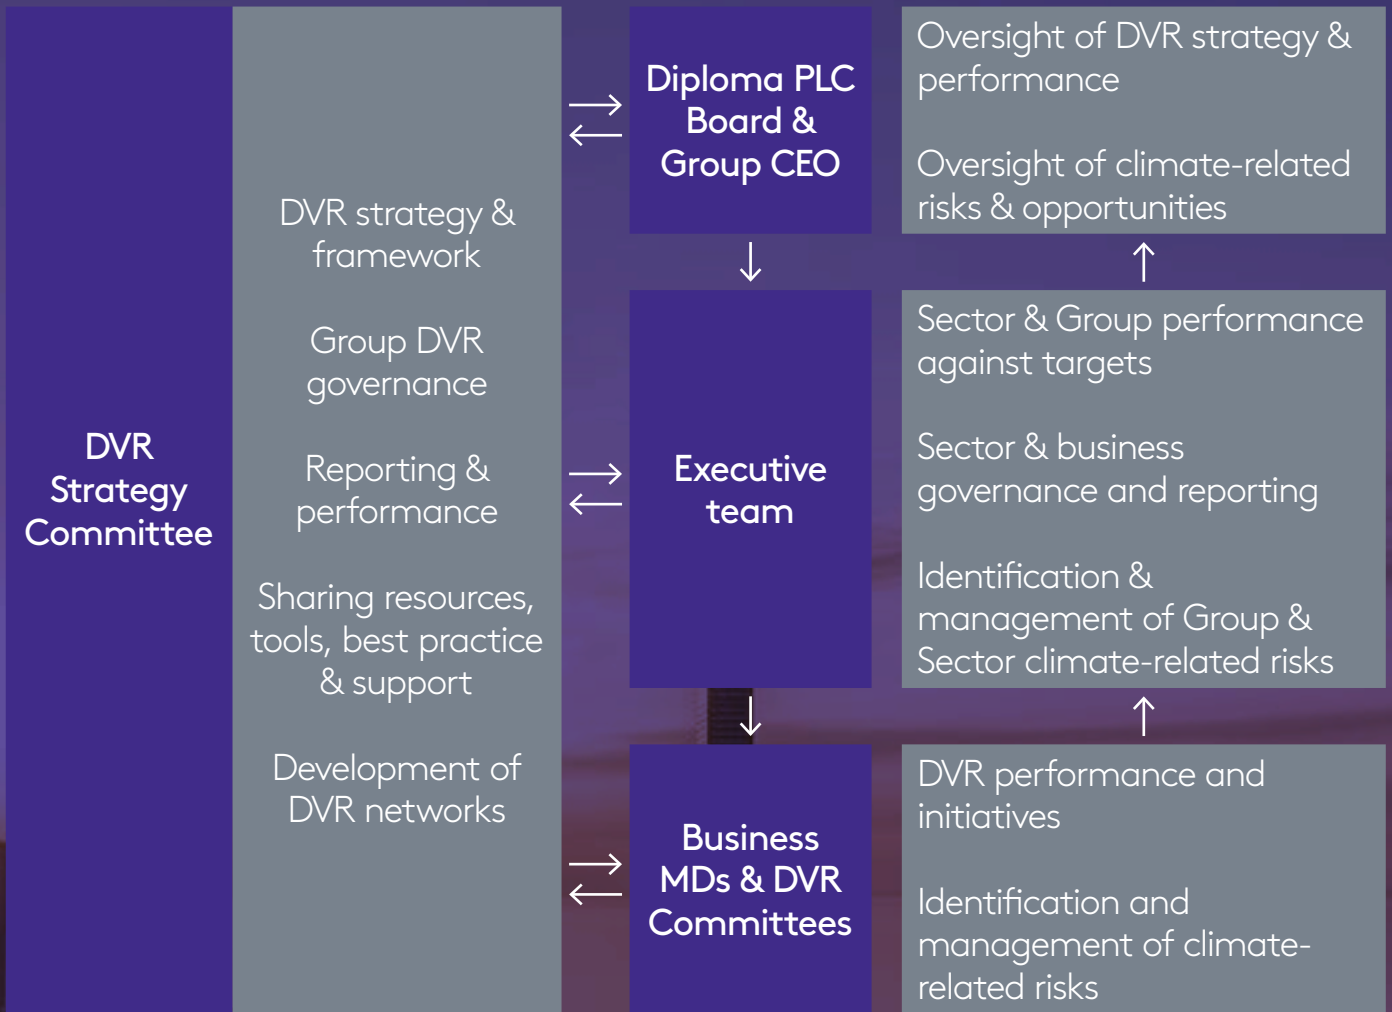 DVR
Strategy
Committee
DVR strategy &
framework
Group DVR
governance
Reporting &
performance
Sharing resources,
tools, best practice
& support
Development of
DVR networks
Diploma PLC
Board &
Group CEO
Oversight of DVR strategy &
performance
Oversight of climate-related
risks & opportunities
Executive
team
Sector & Group performance
against targets
Sector & business
governance and reporting
Identification &
management of Group &
Sector climate-related risks
Business
MDs & DVR
Committees
DVR performance and
initiatives
Identification and
management of climate-
related risks